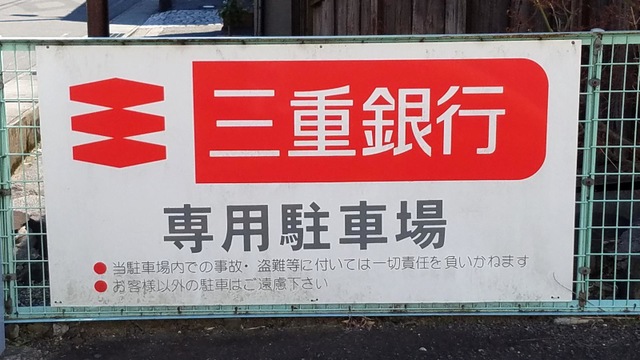 三重銀行
専用駐車場
●当駐車場内での事故・盗難等に付いては一切責任を負いかねます
●お客様以外の駐車はご遠慮下さい